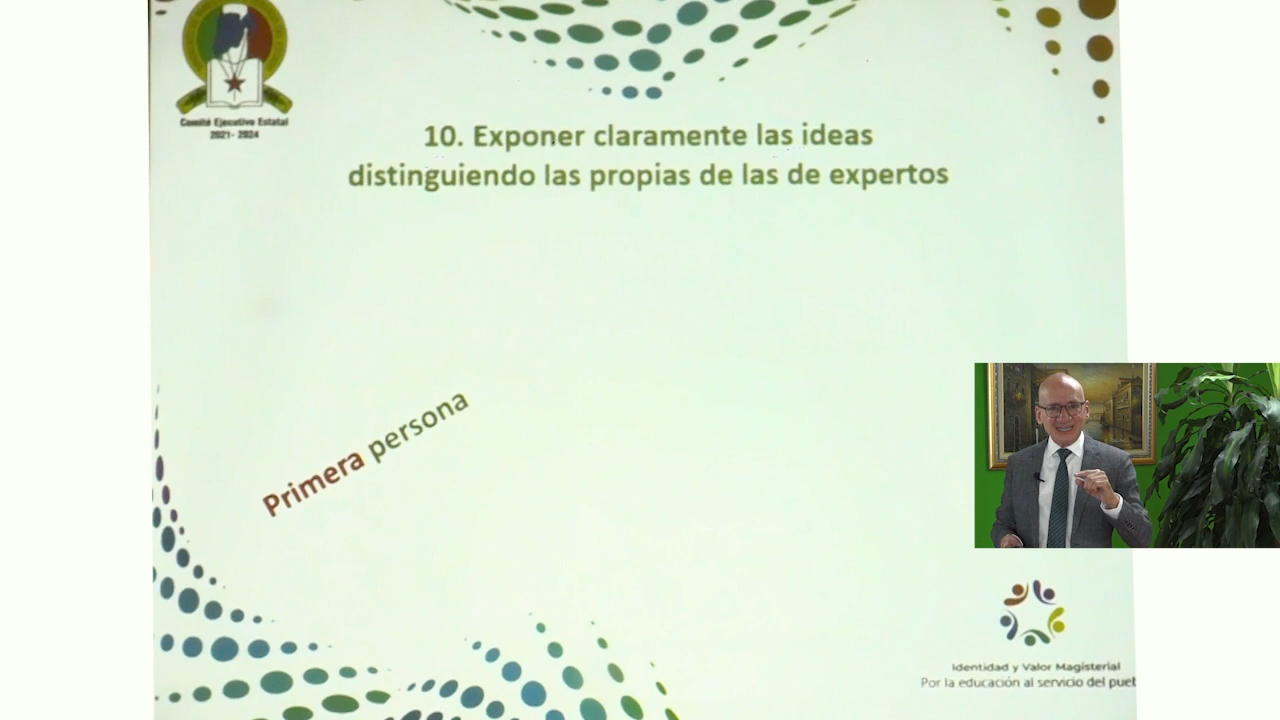 Comité Ejecutivo Estatal
2021- 2024
10. Exponer claramente las ideas
distinguiendo las propias de las de expertos
Primera persona
Identidad y Valor Magisterial
Por la educación al servicio del